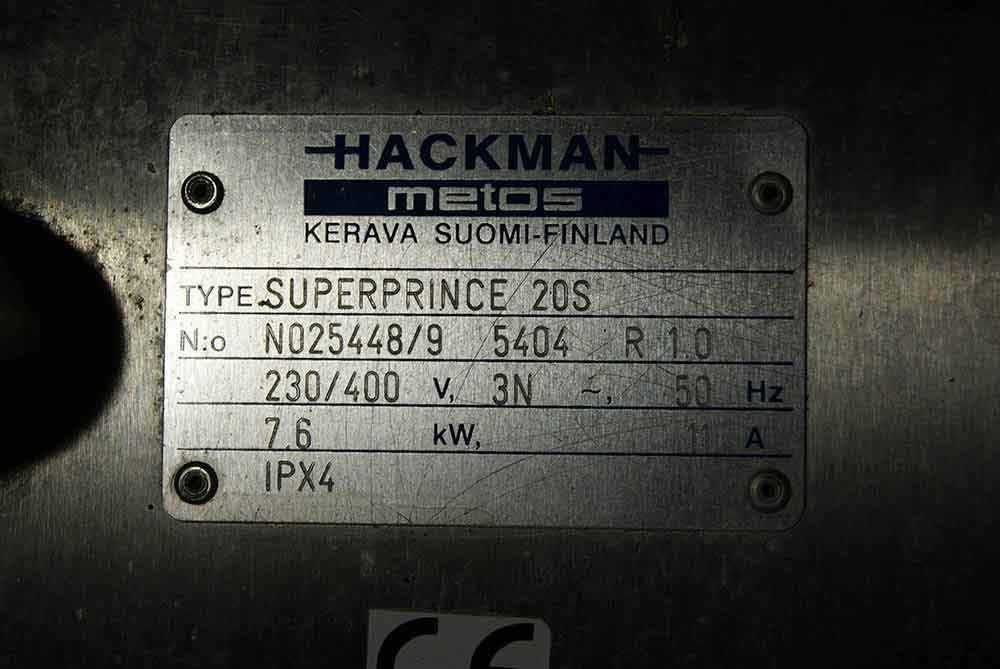 HACKMAN
metos
KERAVA SUOMI-FINLAND
TYPE SUPERPRINCE 20S
N:o N025448/9 5404 R 1.0
230/400 V, 3N ~, 50 Hz
7.6 kW, 11 A
IPX4
CE